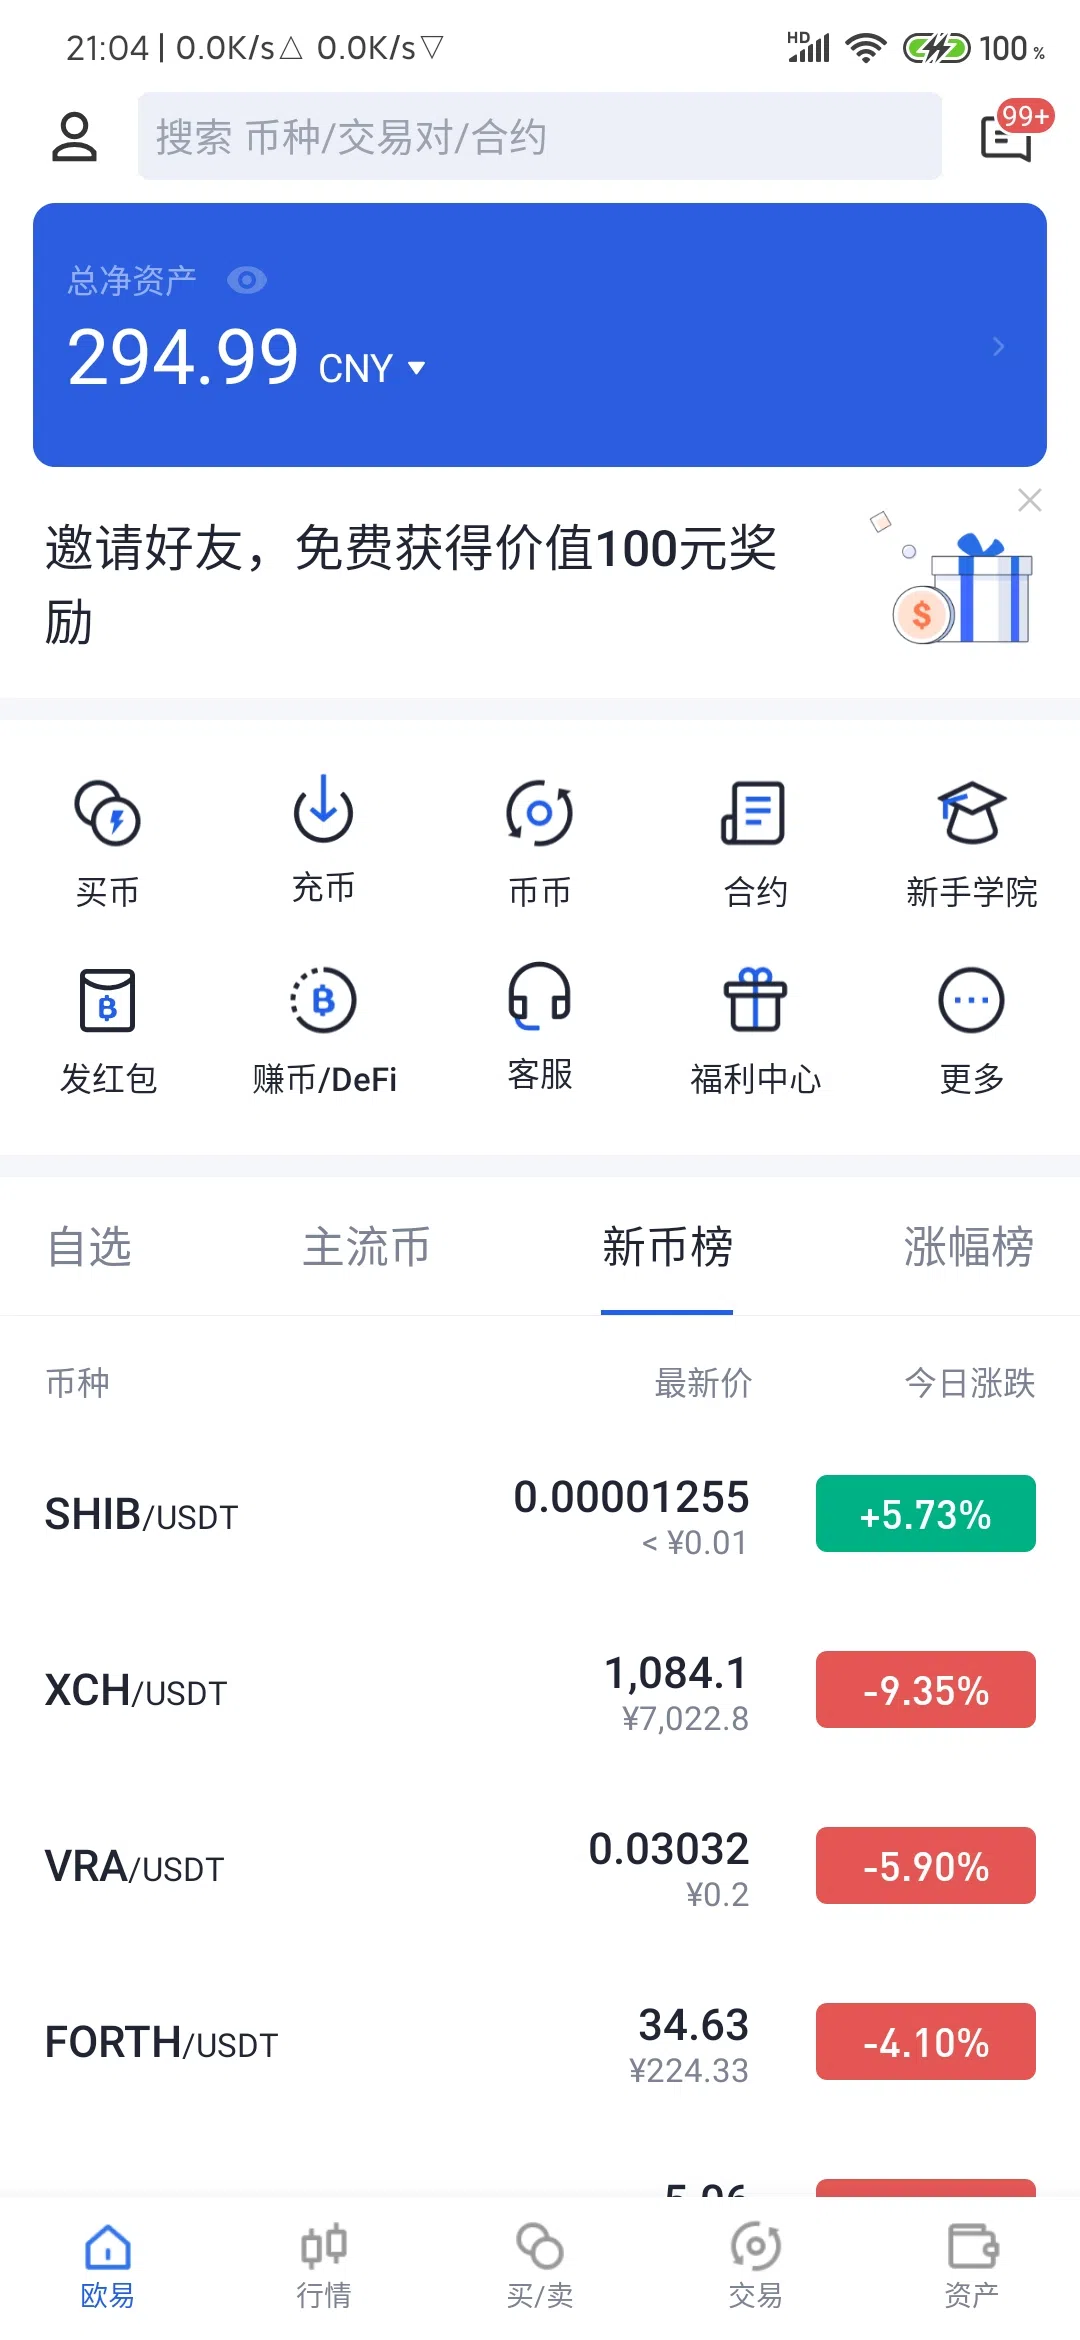 21:04 | 0.0K/s△ 0.0K/s▽ HD 100 %
搜索 币种/交易对/合约
99+
总净资产
294.99 CNY
邀请好友，免费获得价值100元奖
励
$
买币 充币 币币 合约 新手学院
发红包 赚币/DeFi 客服 福利中心 更多
自选 主流币 新币榜 涨幅榜
币种 最新价 今日涨跌
SHIB/USDT 0.00001255 +5.73%
< ¥0.01
XCH/USDT 1,084.1 -9.35%
¥7,022.8
VRA/USDT 0.03032 -5.90%
¥0.2
FORTH/USDT 34.63 -4.10%
¥224.33
欧易 行情 买/卖 交易 资产